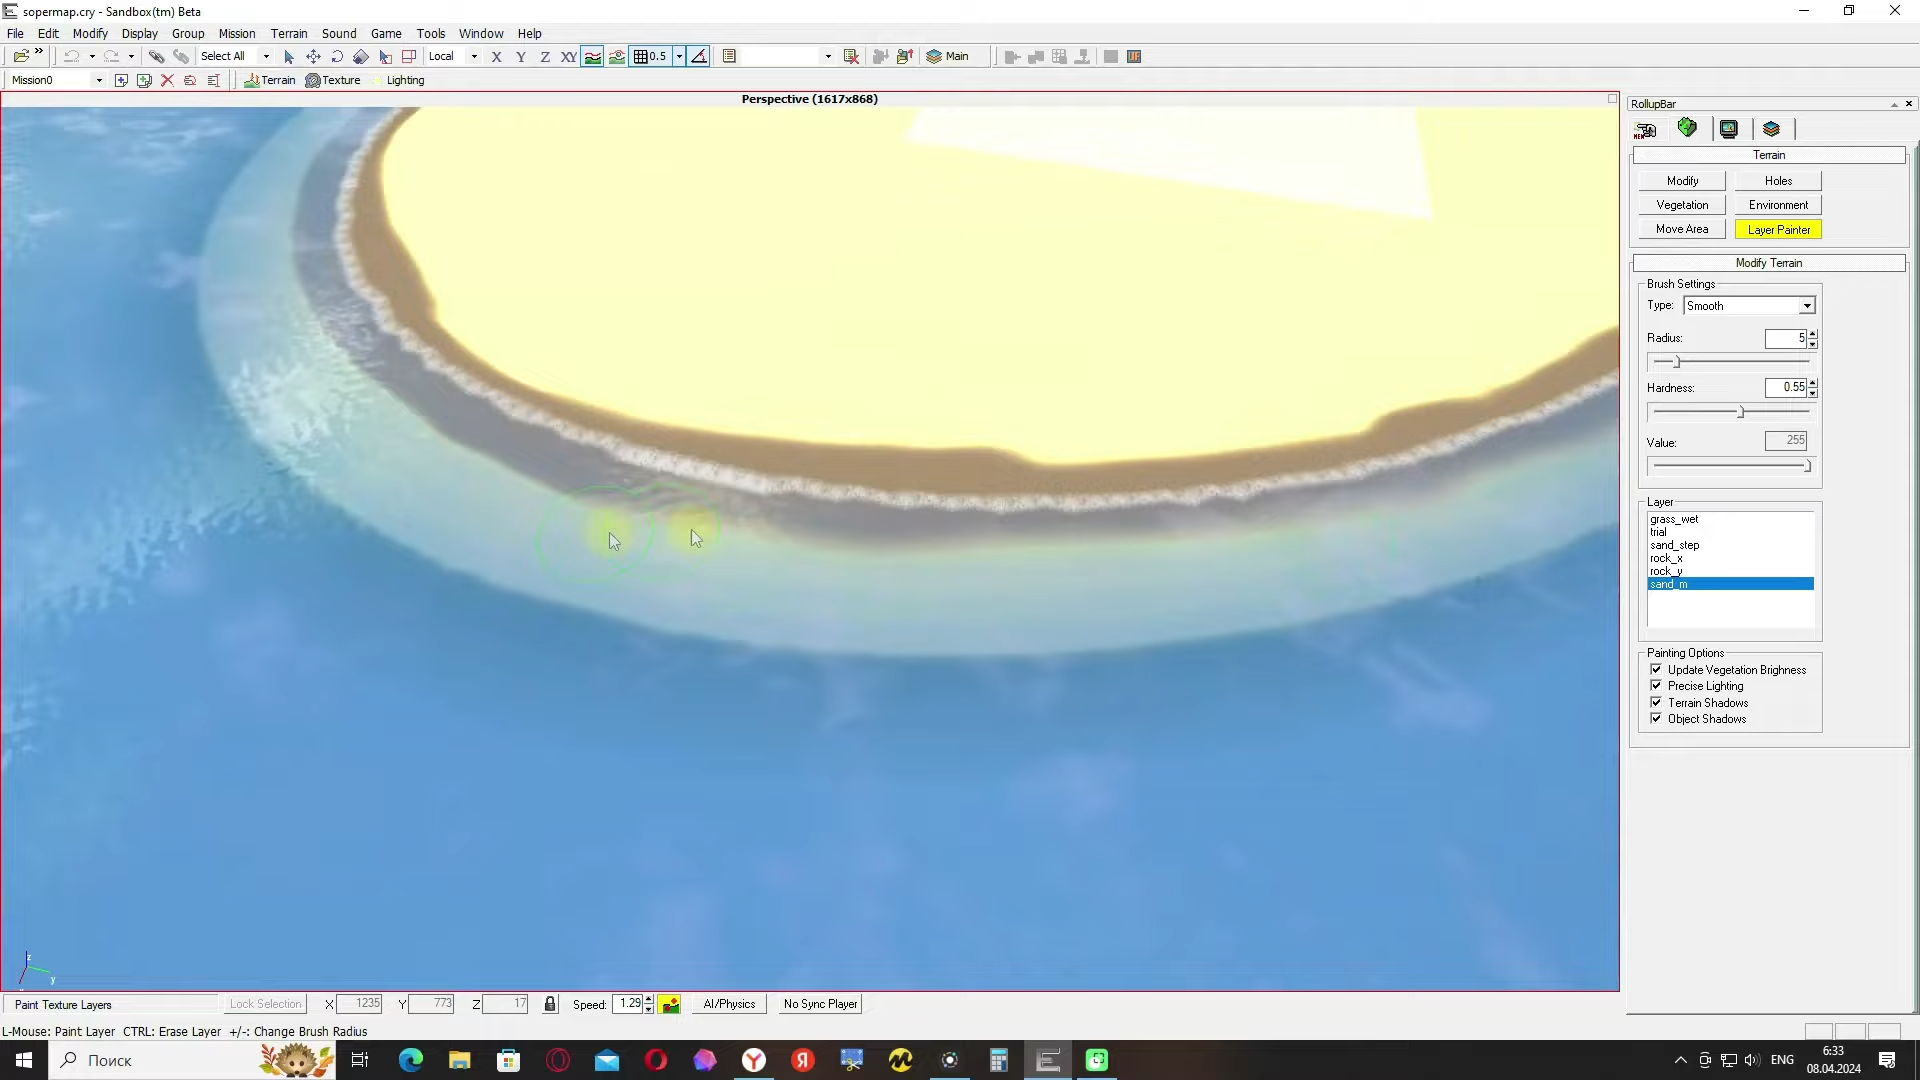 sopermap.cry - Sandbox(tm) Beta
File Edit Modify Display Group Mission Terrain Sound Game Tools Window Help
Select All Local X Y Z XY 0.5 Main
Mission0 Terrain Texture Lighting
Perspective (1617x868)
RollupBar
Terrain
Modify Holes
Vegetation Environment
Move Area Layer Painter
Modify Terrain
Brush Settings
Type: Smooth
Radius: 5
Hardness: 0.55
Value: 255
Layer
grass_wet
trial
sand_step
rock_x
rock_y
sand_m
Painting Options
Update Vegetation Brighness
Precise Lighting
Terrain Shadows
Object Shadows
z
y
Paint Texture Layers Lock Selection X 1235 Y 773 Z 17 Speed: 1.29 AI/Physics No Sync Player
L-Mouse: Paint Layer CTRL: Erase Layer +/-: Change Brush Radius
Поиск ENG 6:33
08.04.2024